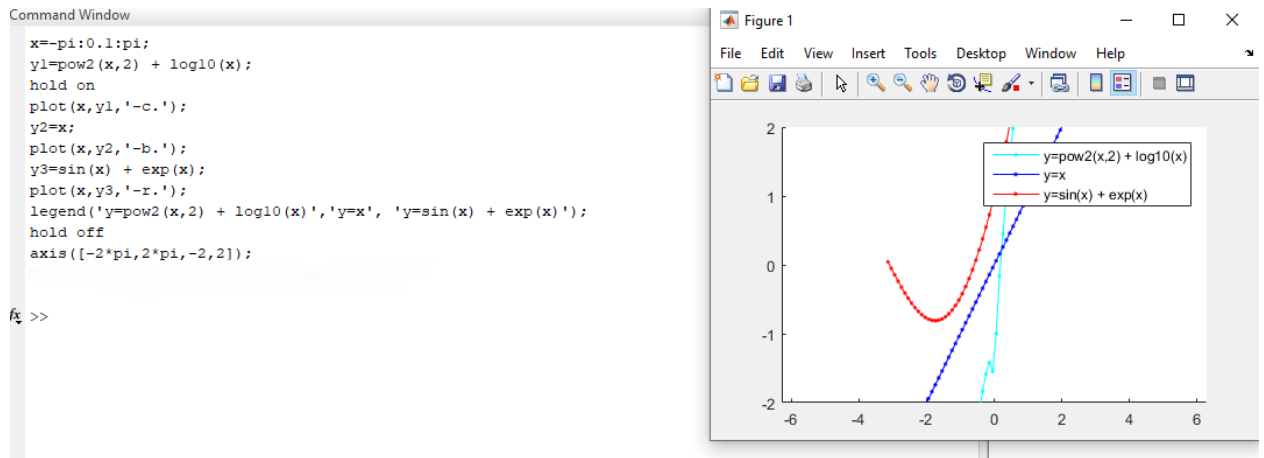 Command Window
x=-pi:0.1:pi;
y1=pow2(x,2) + log10(x);
hold on
plot(x,y1,'-c.');
y2=x;
plot(x,y2,'-b.');
y3=sin(x) + exp(x);
plot(x,y3,'-r.');
legend('y=pow2(x,2) + log10(x)','y=x', 'y=sin(x) + exp(x)');
hold off
axis([-2*pi,2*pi,-2,2]);
fx >>
Figure 1
File Edit View Insert Tools Desktop Window Help
y=pow2(x,2) + log10(x)
y=x
y=sin(x) + exp(x)
2
1
0
-1
-2
-6 -4 -2 0 2 4 6